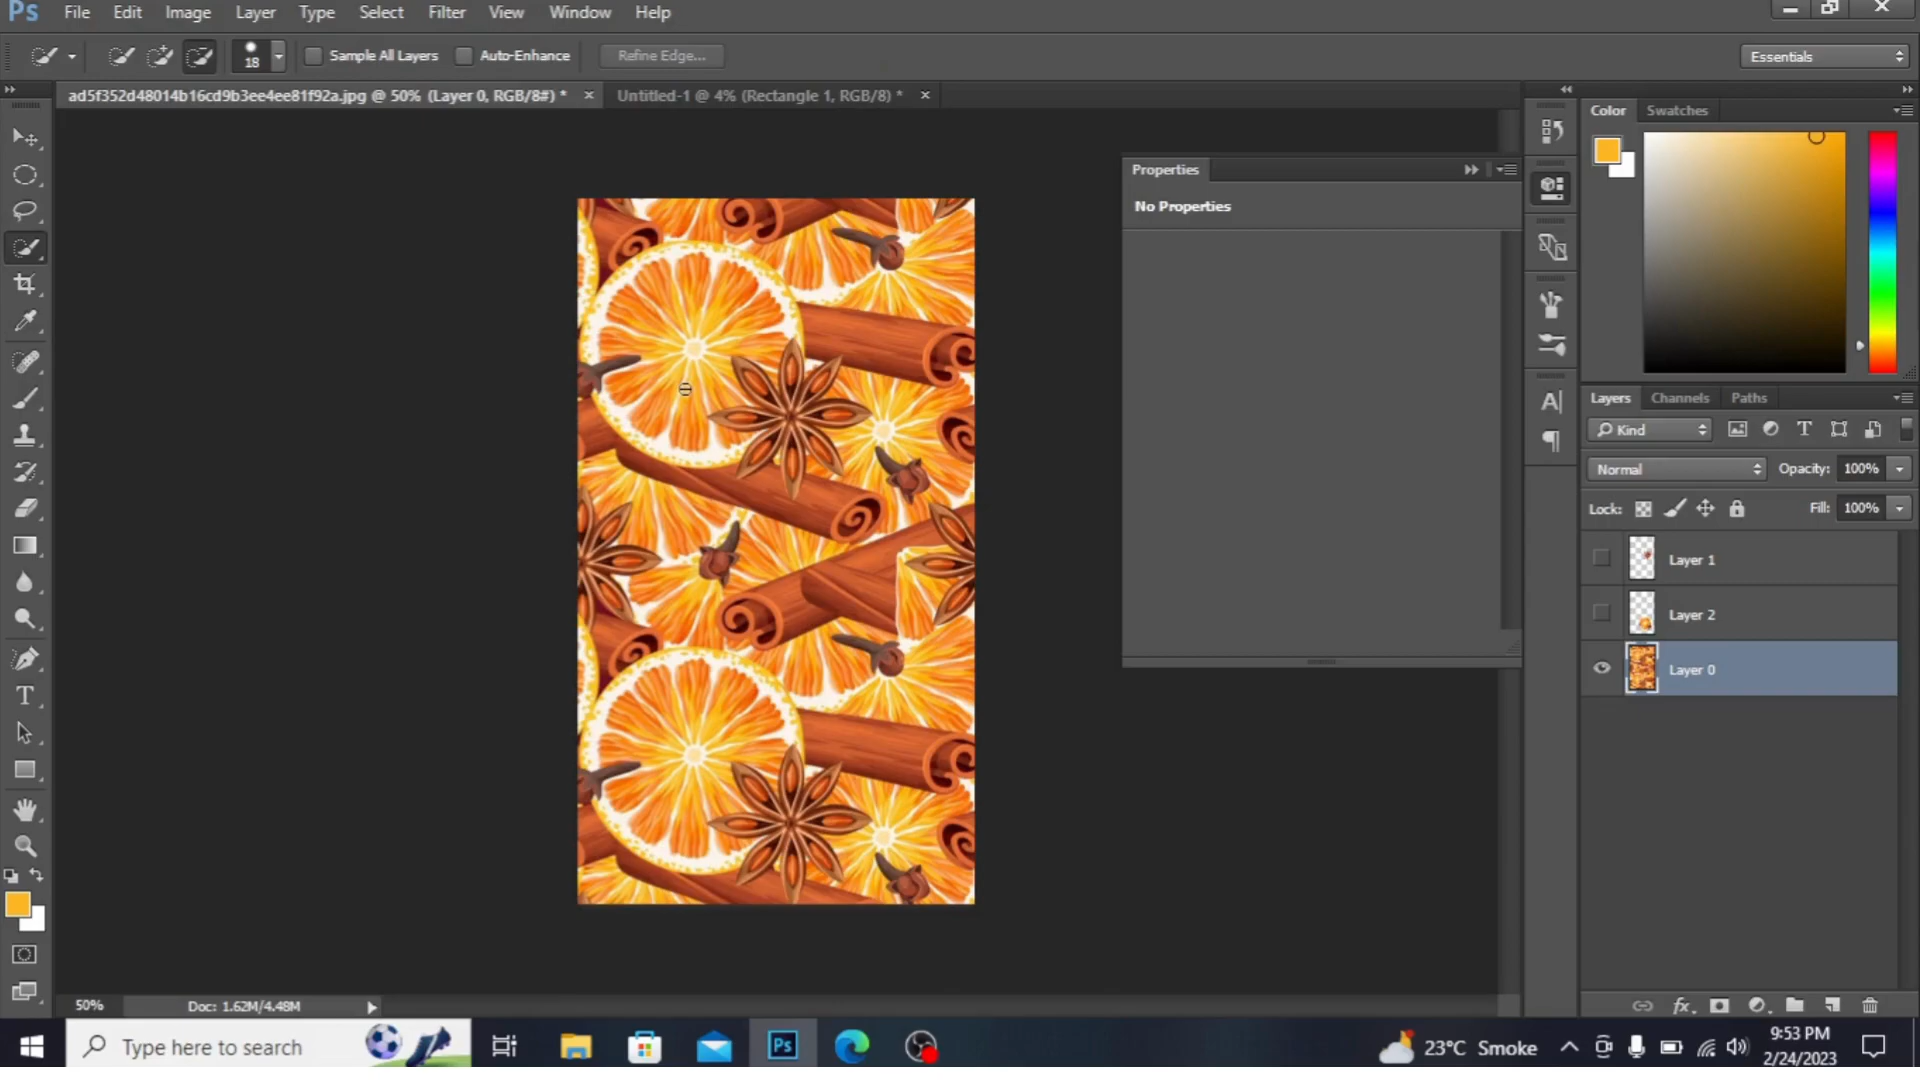 Ps File Edit Image Layer Type Select Filter View Window Help
18 Sample All Layers Auto-Enhance Refine Edge... Essentials
ad5f352d48014b16cd9b3ee4ee81f92a.jpg @ 50% (Layer 0, RGB/8#) * × Untitled-1 @ 4% (Rectangle 1, RGB/8) * ×
Color Swatches
Properties
No Properties
Layers Channels Paths
Kind
Normal Opacity: 100%
Lock: Fill: 100%
Layer 1
Layer 2
Layer 0
50% Doc: 1.62M/4.48M
Type here to search Ps 23°C Smoke 9:53 PM
2/24/2023